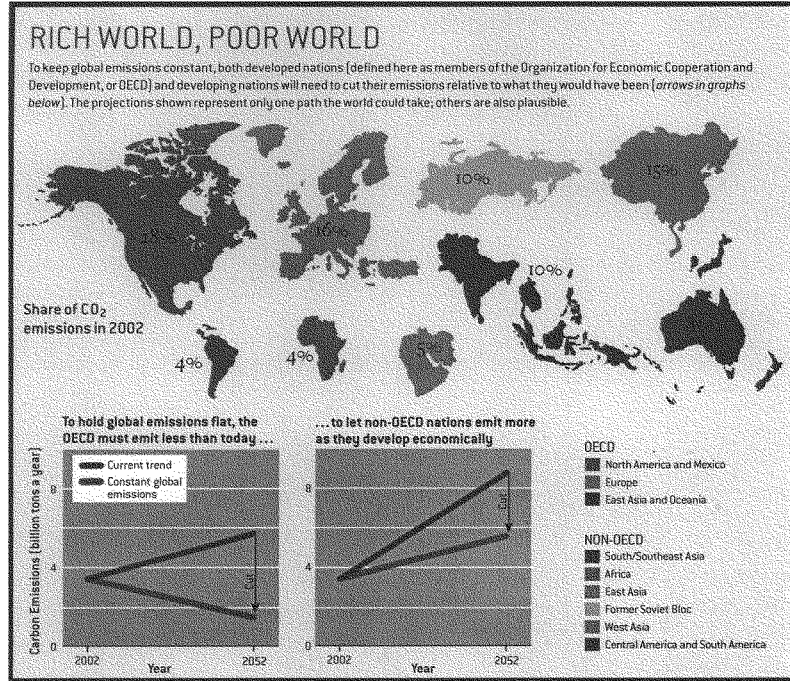 RICH WORLD, POOR WORLD
To keep global emissions constant, both developed nations (defined here as members of the Organization for Economic Cooperation and
Development, or OECD) and developing nations will need to cut their emissions relative to what they would have been (arrows in graphs
below). The projections shown represent only one path the world could take; others are also plausible.
10%
15%
16%
10%
Share of CO2
emissions in 2002
4%
4%
5%
To hold global emissions flat, the
OECD must emit less than today ...
... to let non-OECD nations emit more
as they develop economically
Carbon Emissions (billion tons a year)
8
4
0
Current trend
Constant global
emissions
Cut
2002
2052
Year
8
4
0
Cut
2002
2052
Year
OECD
North America and Mexico
Europe
East Asia and Oceania
NON-OECD
South/Southeast Asia
Africa
East Asia
Former Soviet Bloc
West Asia
Central America and South America